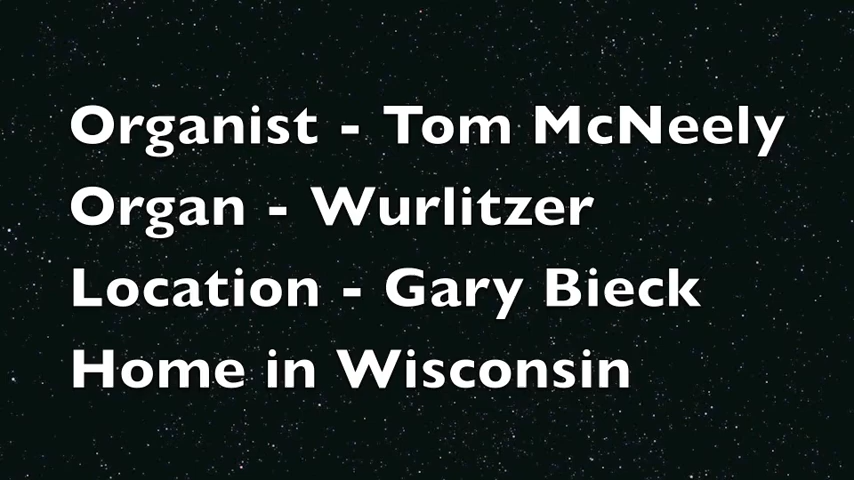 Organist - Tom McNeely
Organ - Wurlitzer
Location - Gary Bieck
Home in Wisconsin